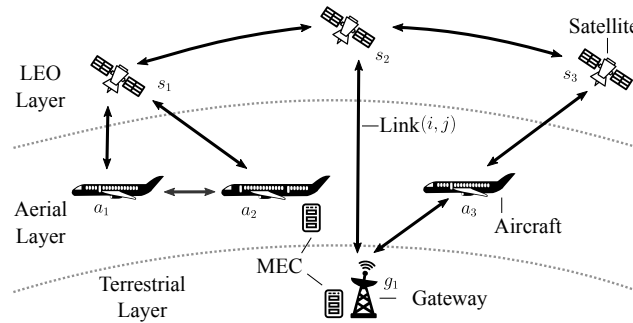 Satellite
s₂
LEO
Layer
s₁
s₃
Link(i, j)
a₁
a₂
a₃
Aerial
Layer
Aircraft
MEC
Terrestrial
Layer
g₁
Gateway